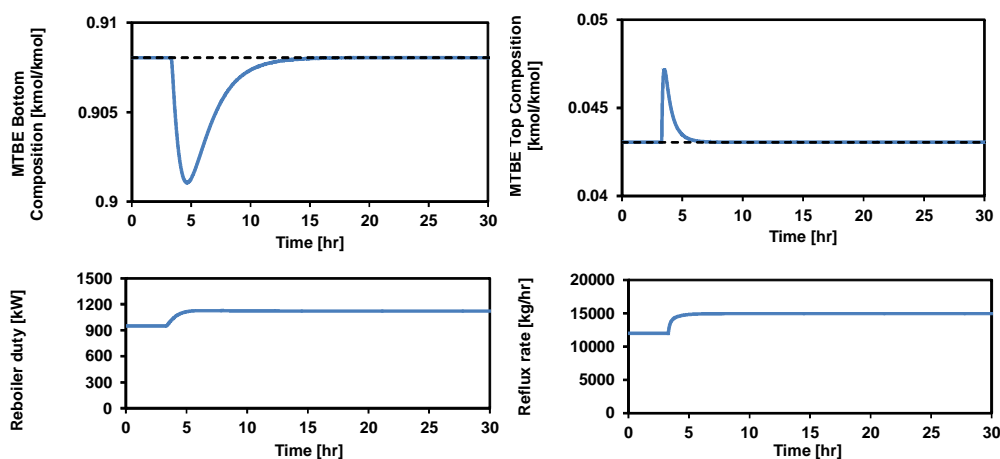 MTBE Bottom
Composition [kmol/kmol]
0.91
0.905
0.9
0 5 10 15 20 25 30
Time [hr]
MTBE Top Composition
[kmol/kmol]
0.05
0.045
0.04
0 5 10 15 20 25 30
Time [hr]
Reboiler duty [kW]
1500
1200
900
600
300
0
0 5 10 15 20 25 30
Time [hr]
Reflux rate [kg/hr]
20000
15000
10000
5000
0
0 5 10 15 20 25 30
Time [hr]